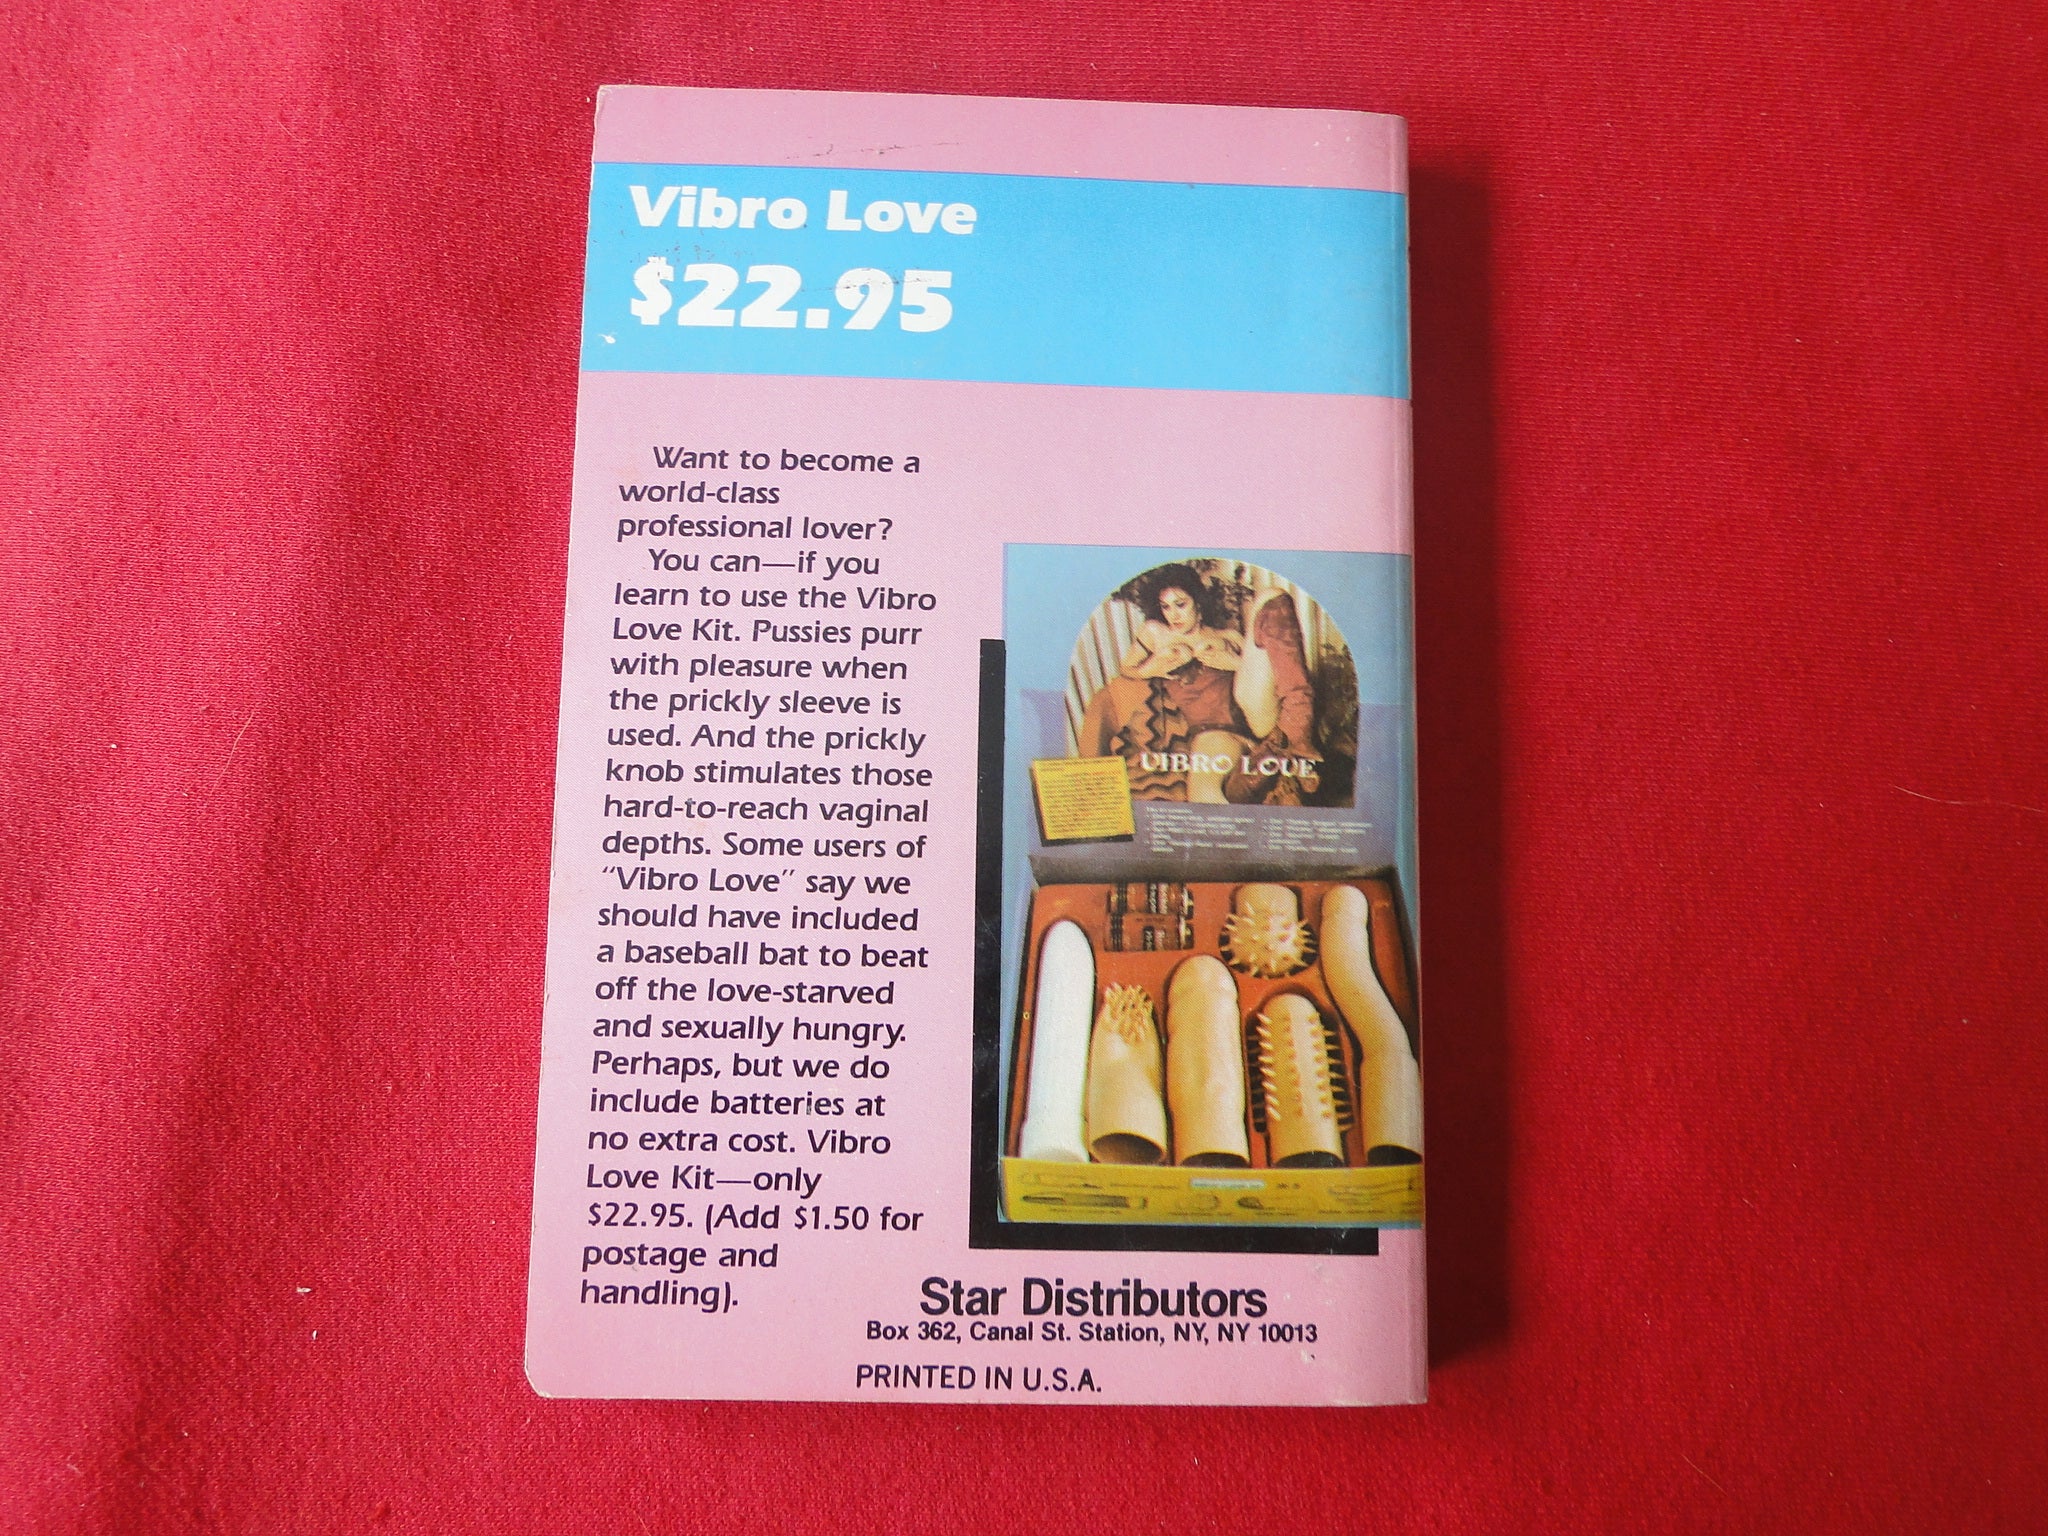 Vibro Love
$22.95
Want to become a
world-class
professional lover?
You can—if you
learn to use the Vibro
Love Kit. Pussies purr
with pleasure when
the prickly sleeve is
used. And the prickly
knob stimulates those
hard-to-reach vaginal
depths. Some users of
"Vibro Love" say we
should have included
a baseball bat to beat
off the love-starved
and sexually hungry.
Perhaps, but we do
include batteries at
no extra cost. Vibro
Love Kit—only
$22.95. (Add $1.50 for
postage and
handling).
VIBRO LOVE
Star Distributors
Box 362, Canal St. Station, NY, NY 10013
PRINTED IN U.S.A.